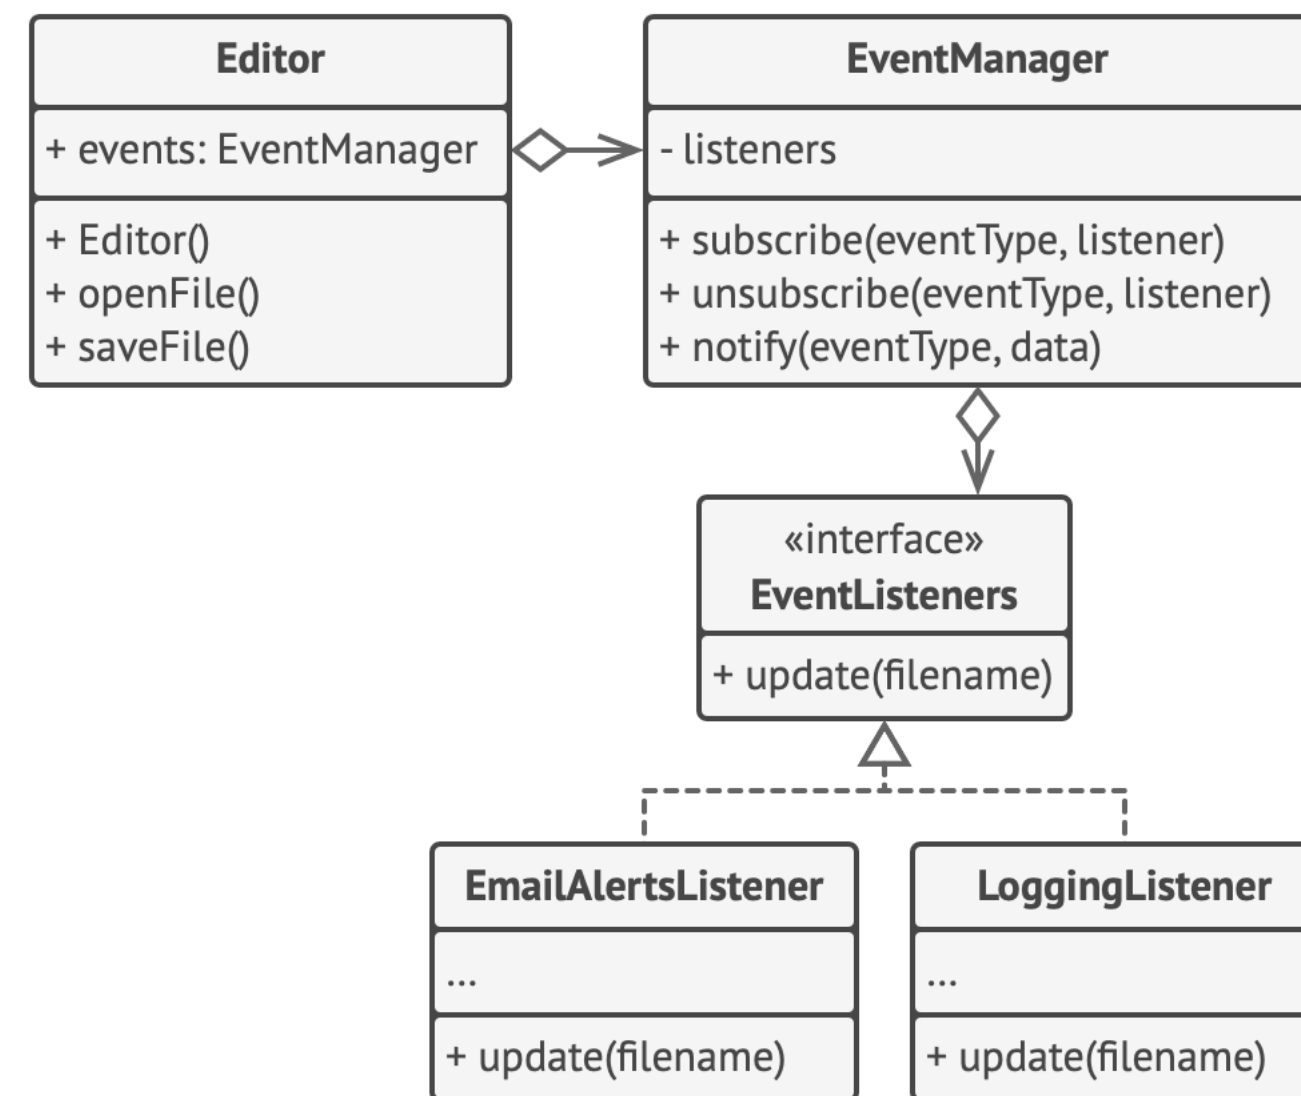 Editor
+ events: EventManager
+ Editor()
+ openFile()
+ saveFile()
EventManager
- listeners
+ subscribe(eventType, listener)
+ unsubscribe(eventType, listener)
+ notify(eventType, data)
«interface»
EventListeners
+ update(filename)
EmailAlertsListener
...
+ update(filename)
LoggingListener
...
+ update(filename)